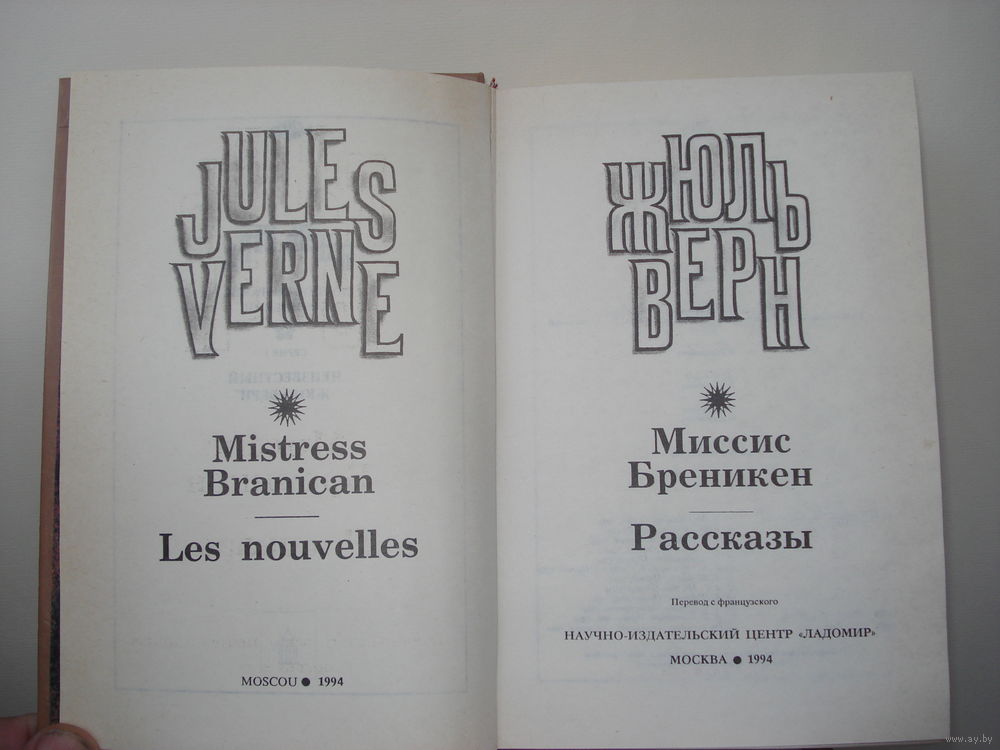 JULES
VERNE
Mistress
Branican
Les nouvelles
MOSCOU ● 1994
ЖЮЛЬ
ВЕРН
Миссис
Бреникен
Рассказы
Перевод с французского
НАУЧНО-ИЗДАТЕЛЬСКИЙ ЦЕНТР «ЛАДОМИР»
МОСКВА ● 1994
www.ay.by